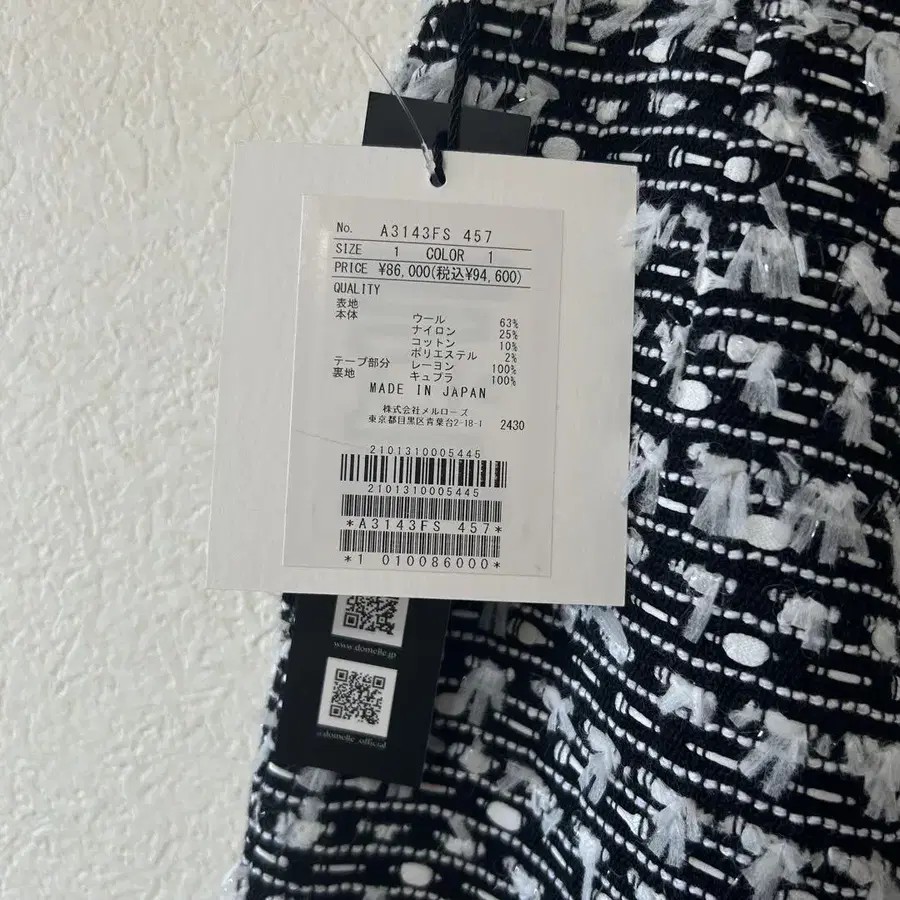 No. A3143FS 457
SIZE 1 COLOR 1
PRICE ¥86,000(税込¥94,600)
QUALITY
表地
本体 ウール 63%
ナイロン 25%
コットン 10%
ポリエステル 2%
テープ部分 レーヨン 100%
裏地 キュプラ 100%
MADE IN JAPAN
株式会社メルローズ
東京都目黒区青葉台2-18-1 2430
2101310005445
2101310005445
*A3143FS 457*
*1 010086000*
www.domelle.jp
@domelle_official